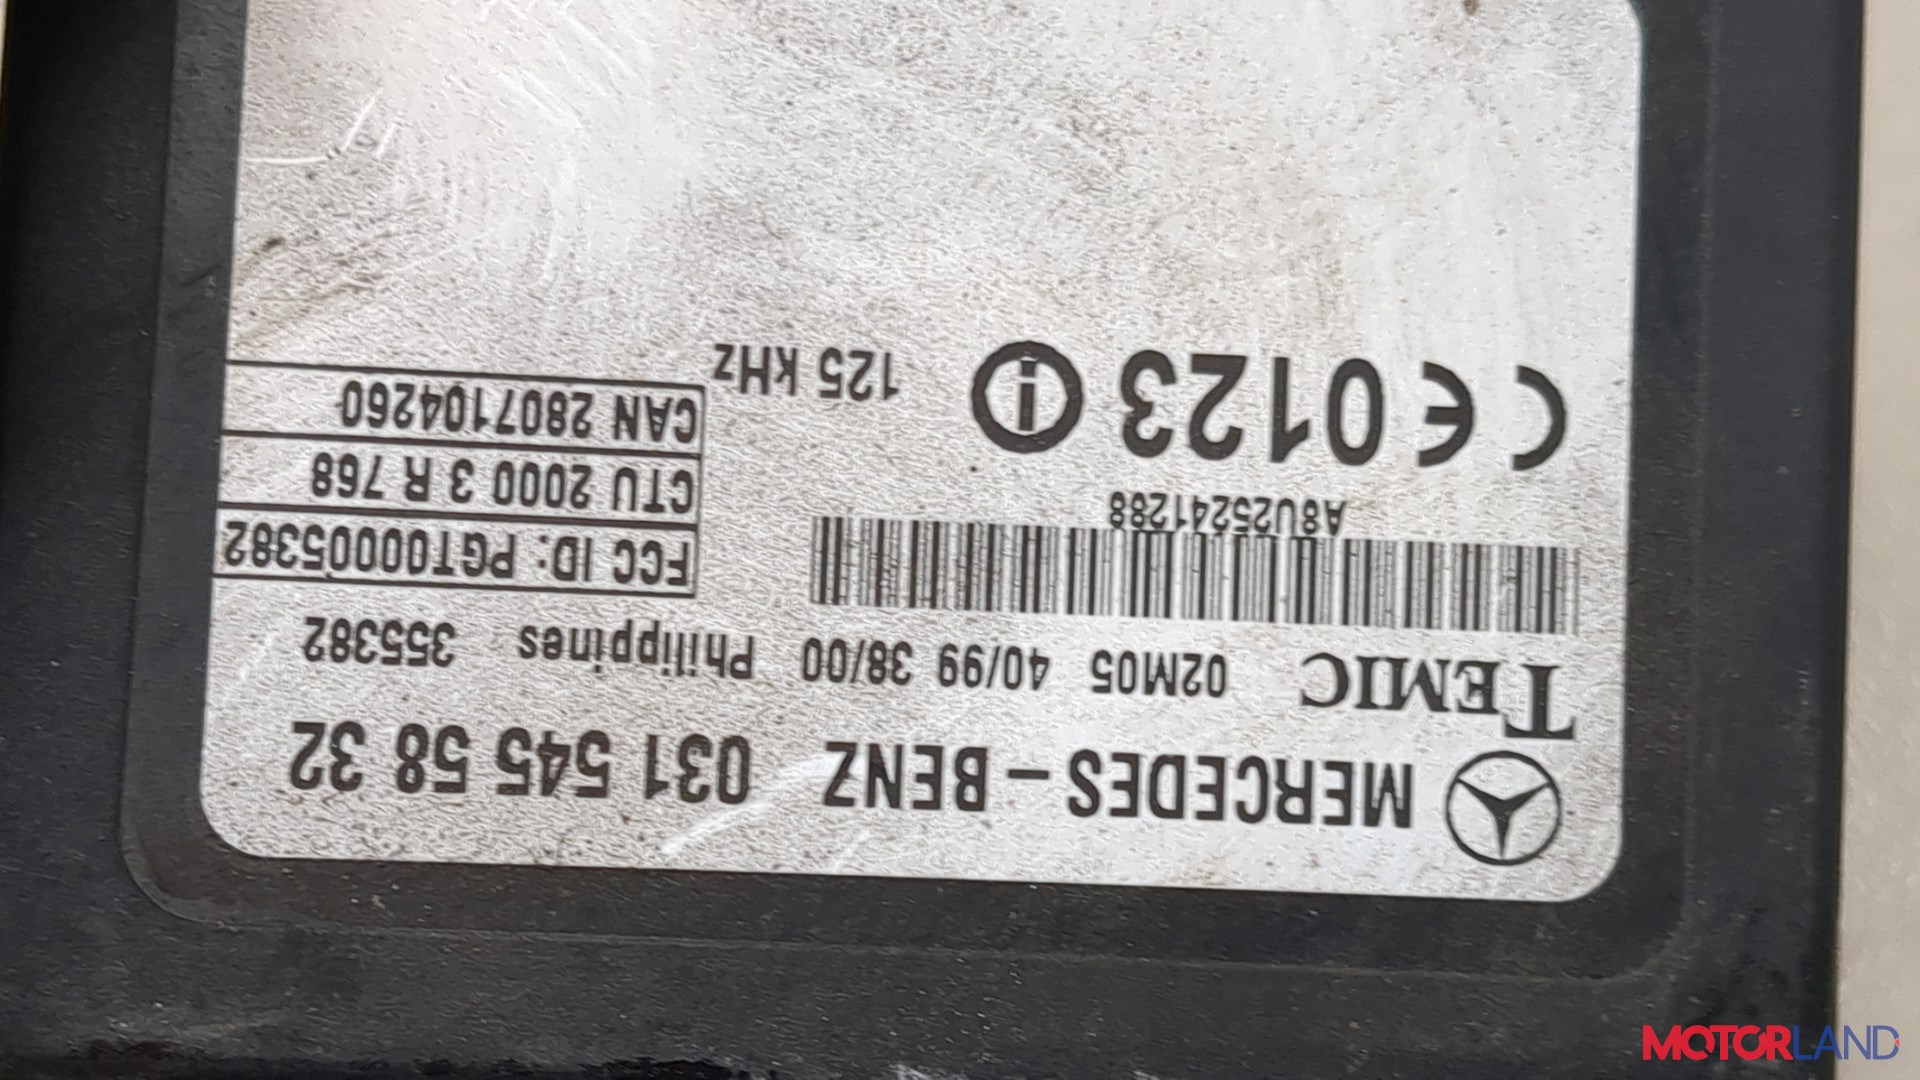 MERCEDES - BENZ 031 545 58 32
TEMIC 02M05 40/99 38/00 Philippines 355382
A8U25241288
FCC ID: PGT00005382
CTU 2000 3 R 768
CAN 2807104260
CE 0123 125 kHz
MOTORLAND